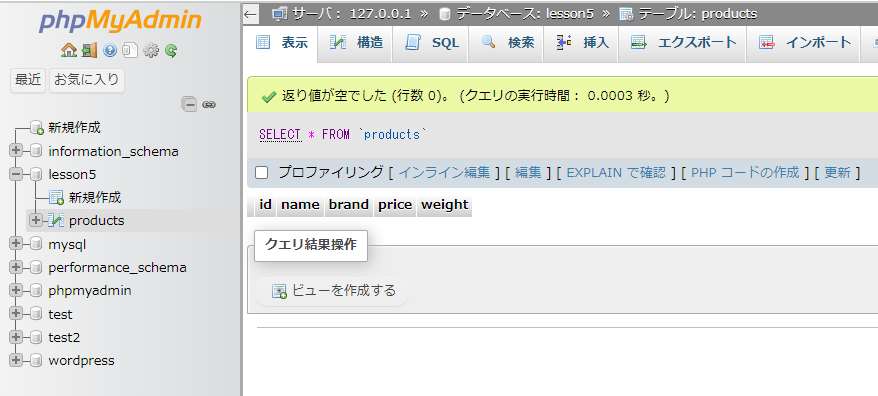 phpMyAdmin
最近 お気に入り
新規作成
information_schema
lesson5
新規作成
products
mysql
performance_schema
phpmyadmin
test
test2
wordpress
サーバ： 127.0.0.1 » データベース: lesson5 » テーブル: products
表示 構造 SQL 検索 挿入 エクスポート インポート
返り値が空でした (行数 0)。 (クエリの実行時間： 0.0003 秒。)
SELECT * FROM `products`
プロファイリング [ インライン編集 ] [ 編集 ] [ EXPLAIN で確認 ] [ PHP コードの作成 ] [ 更新 ]
id name brand price weight
クエリ結果操作
ビューを作成する